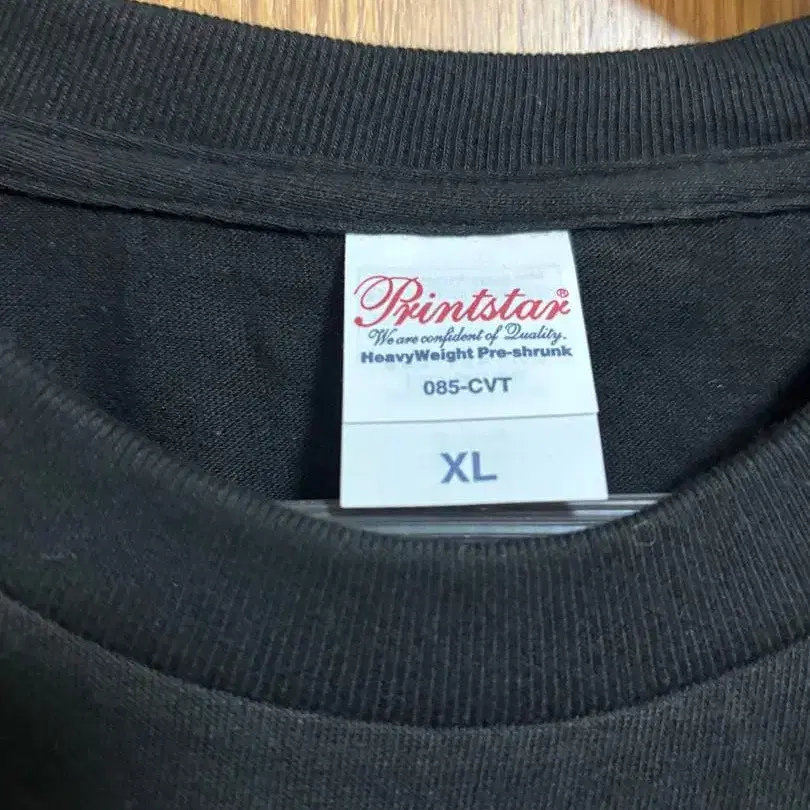 Printstar®
We are confident of Quality.
HeavyWeight Pre-shrunk
085-CVT
XL